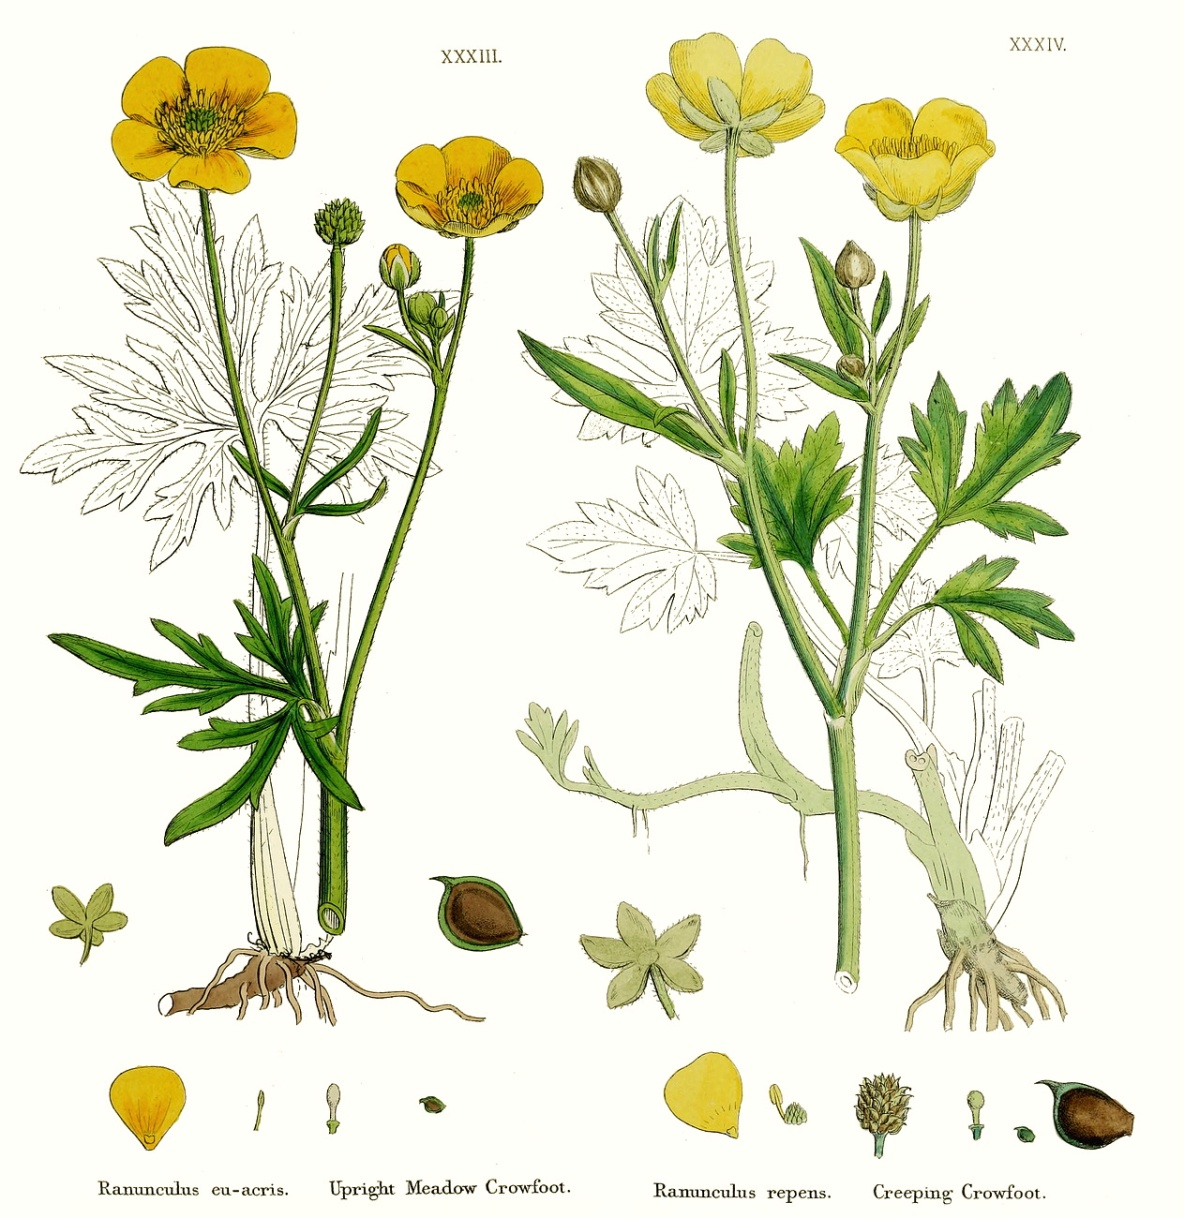 XXXIII.
XXXIV.
Ranunculus eu-acris. Upright Meadow Crowfoot.
Ranunculus repens. Creeping Crowfoot.